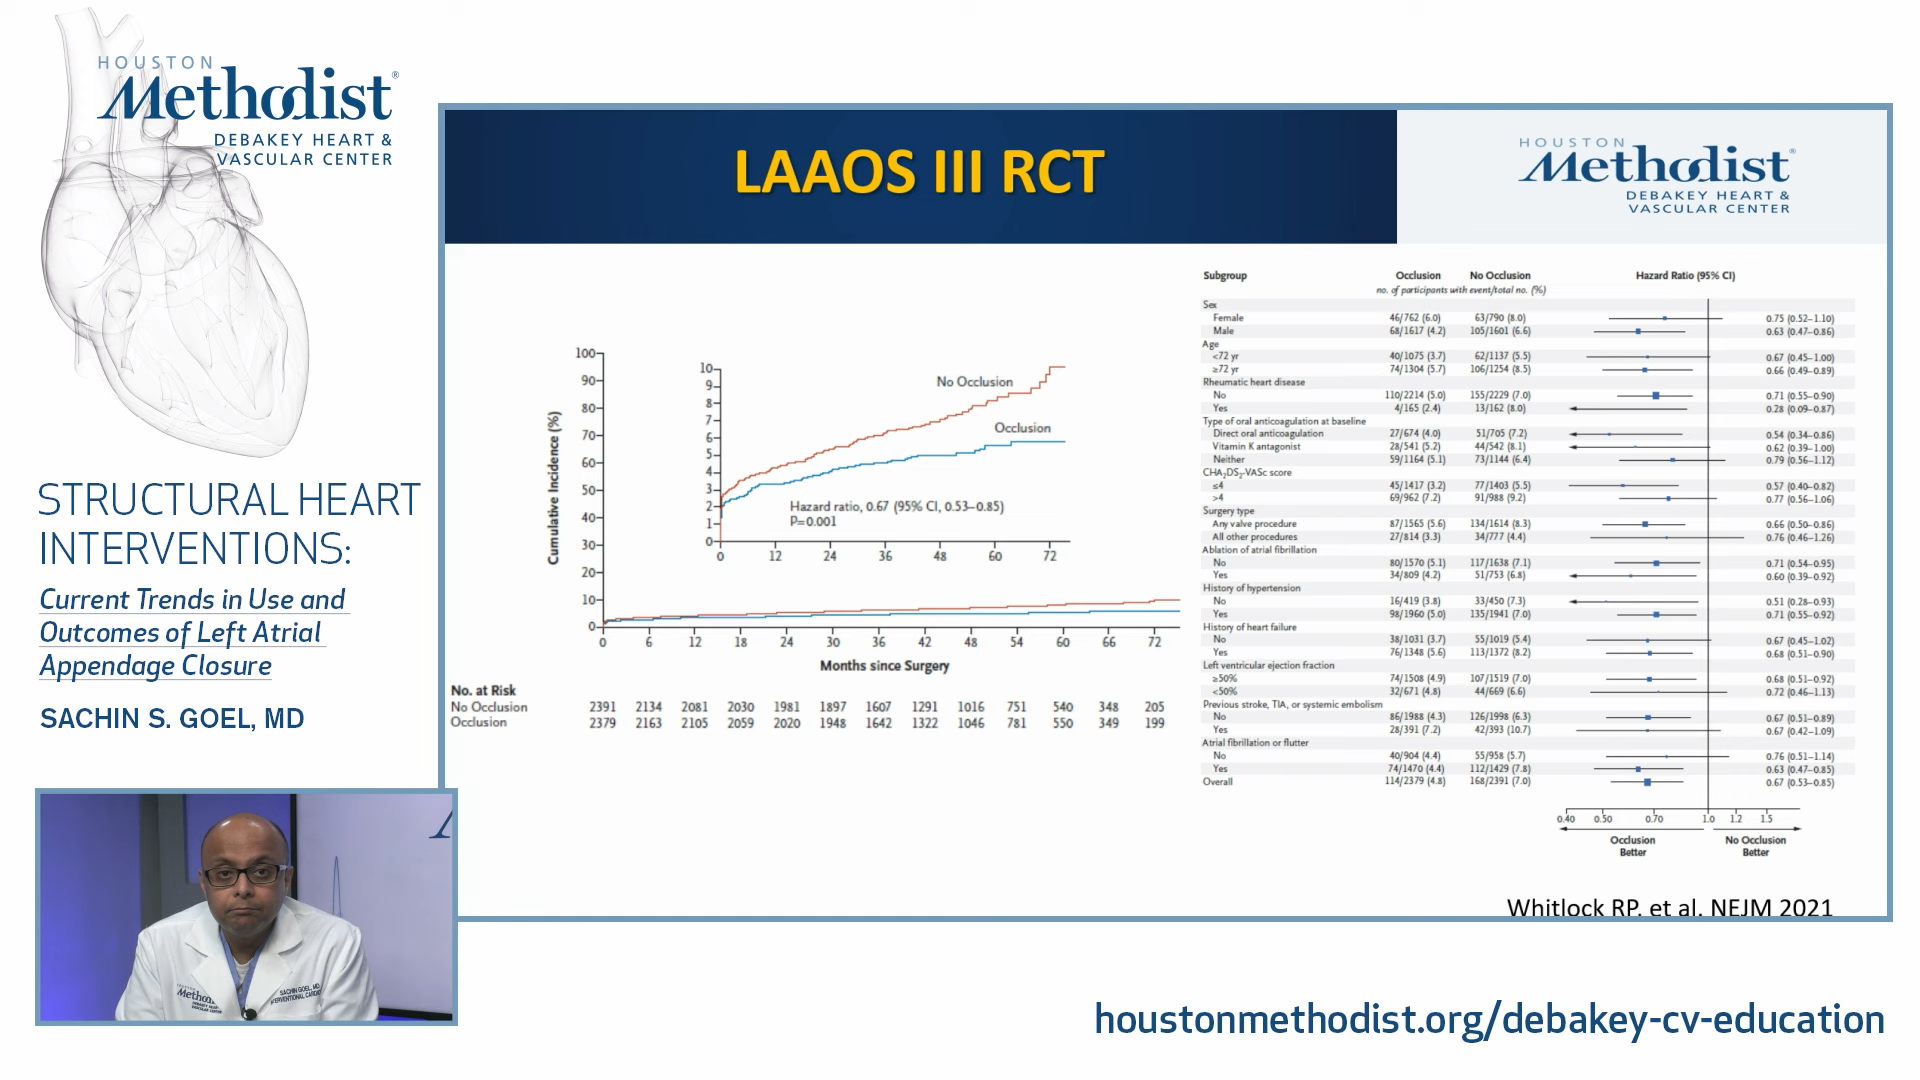 HOUSTON
Methodist®
DEBAKEY HEART &
VASCULAR CENTER
STRUCTURAL HEART
INTERVENTIONS:
Current Trends in Use and
Outcomes of Left Atrial
Appendage Closure
SACHIN S. GOEL, MD
LAAOS III RCT
HOUSTON
Methodist®
DEBAKEY HEART &
VASCULAR CENTER
Cumulative Incidence (%)
100
90
80
70
60
50
40
30
20
10
0
0 6 12 18 24 30 36 42 48 54 60 66 72
Months since Surgery
10
9
8
7
6
5
4
3
2
1
0
0 12 24 36 48 60 72
No Occlusion
Occlusion
Hazard ratio, 0.67 (95% CI, 0.53–0.85)
P=0.001
No. at Risk
No Occlusion 2391 2134 2081 2030 1981 1897 1607 1291 1016 751 540 348 205
Occlusion 2379 2163 2105 2059 2020 1948 1642 1322 1046 781 550 349 199
Subgroup Occlusion No Occlusion Hazard Ratio (95% CI)
no. of participants with event/total no. (%)
Sex
Female 46/762 (6.0) 63/790 (8.0) 0.75 (0.52–1.10)
Male 68/1617 (4.2) 105/1601 (6.6) 0.63 (0.47–0.86)
Age
<72 yr 40/1075 (3.7) 62/1137 (5.5) 0.67 (0.45–1.00)
≥72 yr 74/1304 (5.7) 106/1254 (8.5) 0.66 (0.49–0.89)
Rheumatic heart disease
No 110/2214 (5.0) 155/2229 (7.0) 0.71 (0.55–0.90)
Yes 4/165 (2.4) 13/162 (8.0) 0.28 (0.09–0.87)
Type of oral anticoagulation at baseline
Direct oral anticoagulation 27/674 (4.0) 51/705 (7.2) 0.54 (0.34–0.86)
Vitamin K antagonist 28/541 (5.2) 44/542 (8.1) 0.62 (0.39–1.00)
Neither 59/1164 (5.1) 73/1144 (6.4) 0.79 (0.56–1.12)
CHA₂DS₂-VASc score
≤4 45/1417 (3.2) 77/1403 (5.5) 0.57 (0.40–0.82)
>4 69/962 (7.2) 91/988 (9.2) 0.77 (0.56–1.06)
Surgery type
Any valve procedure 87/1565 (5.6) 134/1614 (8.3) 0.66 (0.50–0.86)
All other procedures 27/814 (3.3) 34/777 (4.4) 0.76 (0.46–1.26)
Ablation of atrial fibrillation
No 80/1570 (5.1) 117/1638 (7.1) 0.71 (0.54–0.95)
Yes 34/809 (4.2) 51/753 (6.8) 0.60 (0.39–0.92)
History of hypertension
No 16/419 (3.8) 33/450 (7.3) 0.51 (0.28–0.93)
Yes 98/1960 (5.0) 135/1941 (7.0) 0.71 (0.55–0.92)
History of heart failure
No 38/1031 (3.7) 55/1019 (5.4) 0.67 (0.45–1.02)
Yes 76/1348 (5.6) 113/1372 (8.2) 0.68 (0.51–0.90)
Left ventricular ejection fraction
≥50% 74/1508 (4.9) 107/1519 (7.0) 0.68 (0.51–0.92)
<50% 32/671 (4.8) 44/669 (6.6) 0.72 (0.46–1.13)
Previous stroke, TIA, or systemic embolism
No 86/1988 (4.3) 126/1998 (6.3) 0.67 (0.51–0.89)
Yes 28/391 (7.2) 42/393 (10.7) 0.67 (0.42–1.09)
Atrial fibrillation or flutter
No 40/904 (4.4) 55/958 (5.7) 0.76 (0.51–1.14)
Yes 74/1470 (4.4) 112/1429 (7.8) 0.63 (0.47–0.85)
Overall 114/2379 (4.8) 168/2391 (7.0) 0.67 (0.53–0.85)
0.40 0.50 0.70 1.0 1.2 1.5
Occlusion
Better
No Occlusion
Better
Whitlock RP, et al. NEJM 2021
SACHIN GOEL, MD
houstonmethodist.org/debakey-cv-education